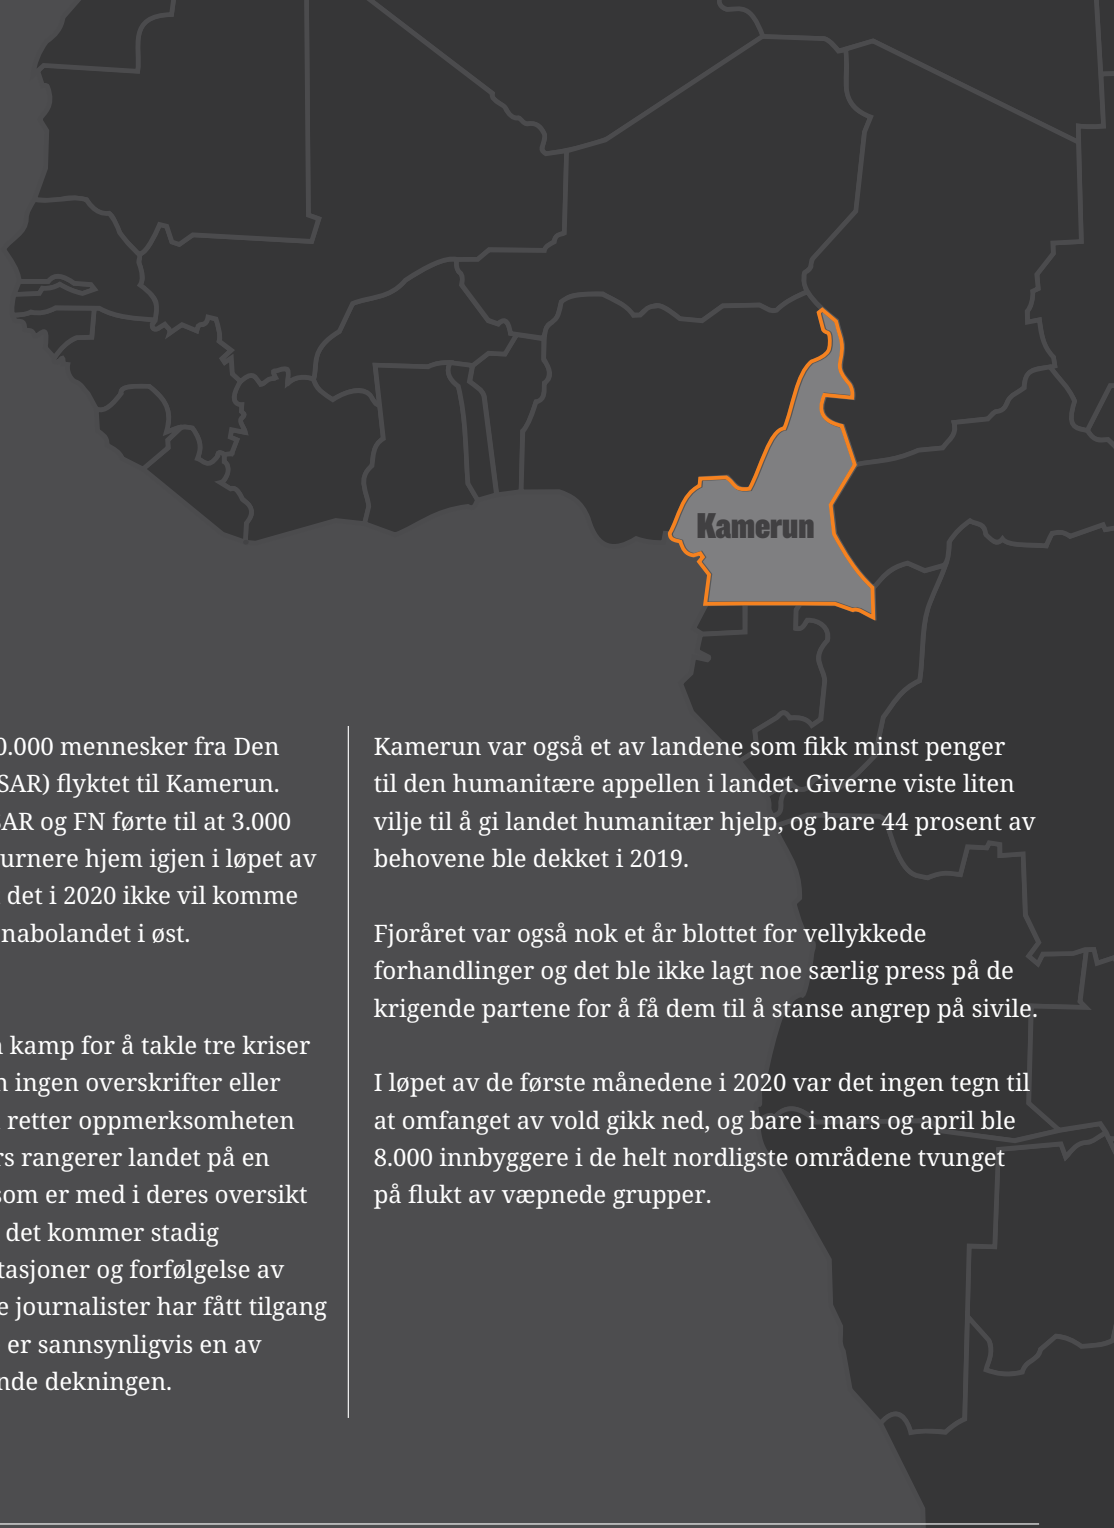 Kamerun
0.000 mennesker fra Den
SAR) flyktet til Kamerun.
AR og FN førte til at 3.000
urnere hjem igjen i løpet av
det i 2020 ikke vil komme
nabolandet i øst.
kamp for å takle tre kriser
ingen overskrifter eller
retter oppmerksomheten
rs rangerer landet på en
som er med i deres oversikt
det kommer stadig
tasjoner og forfølgelse av
e journalister har fått tilgang
er sannsynligvis en av
nde dekningen.
Kamerun var også et av landene som fikk minst penger
til den humanitære appellen i landet. Giverne viste liten
vilje til å gi landet humanitær hjelp, og bare 44 prosent av
behovene ble dekket i 2019.
Fjoråret var også nok et år blottet for vellykkede
forhandlinger og det ble ikke lagt noe særlig press på de
krigende partene for å få dem til å stanse angrep på sivile.
I løpet av de første månedene i 2020 var det ingen tegn til
at omfanget av vold gikk ned, og bare i mars og april ble
8.000 innbyggere i de helt nordligste områdene tvunget
på flukt av væpnede grupper.